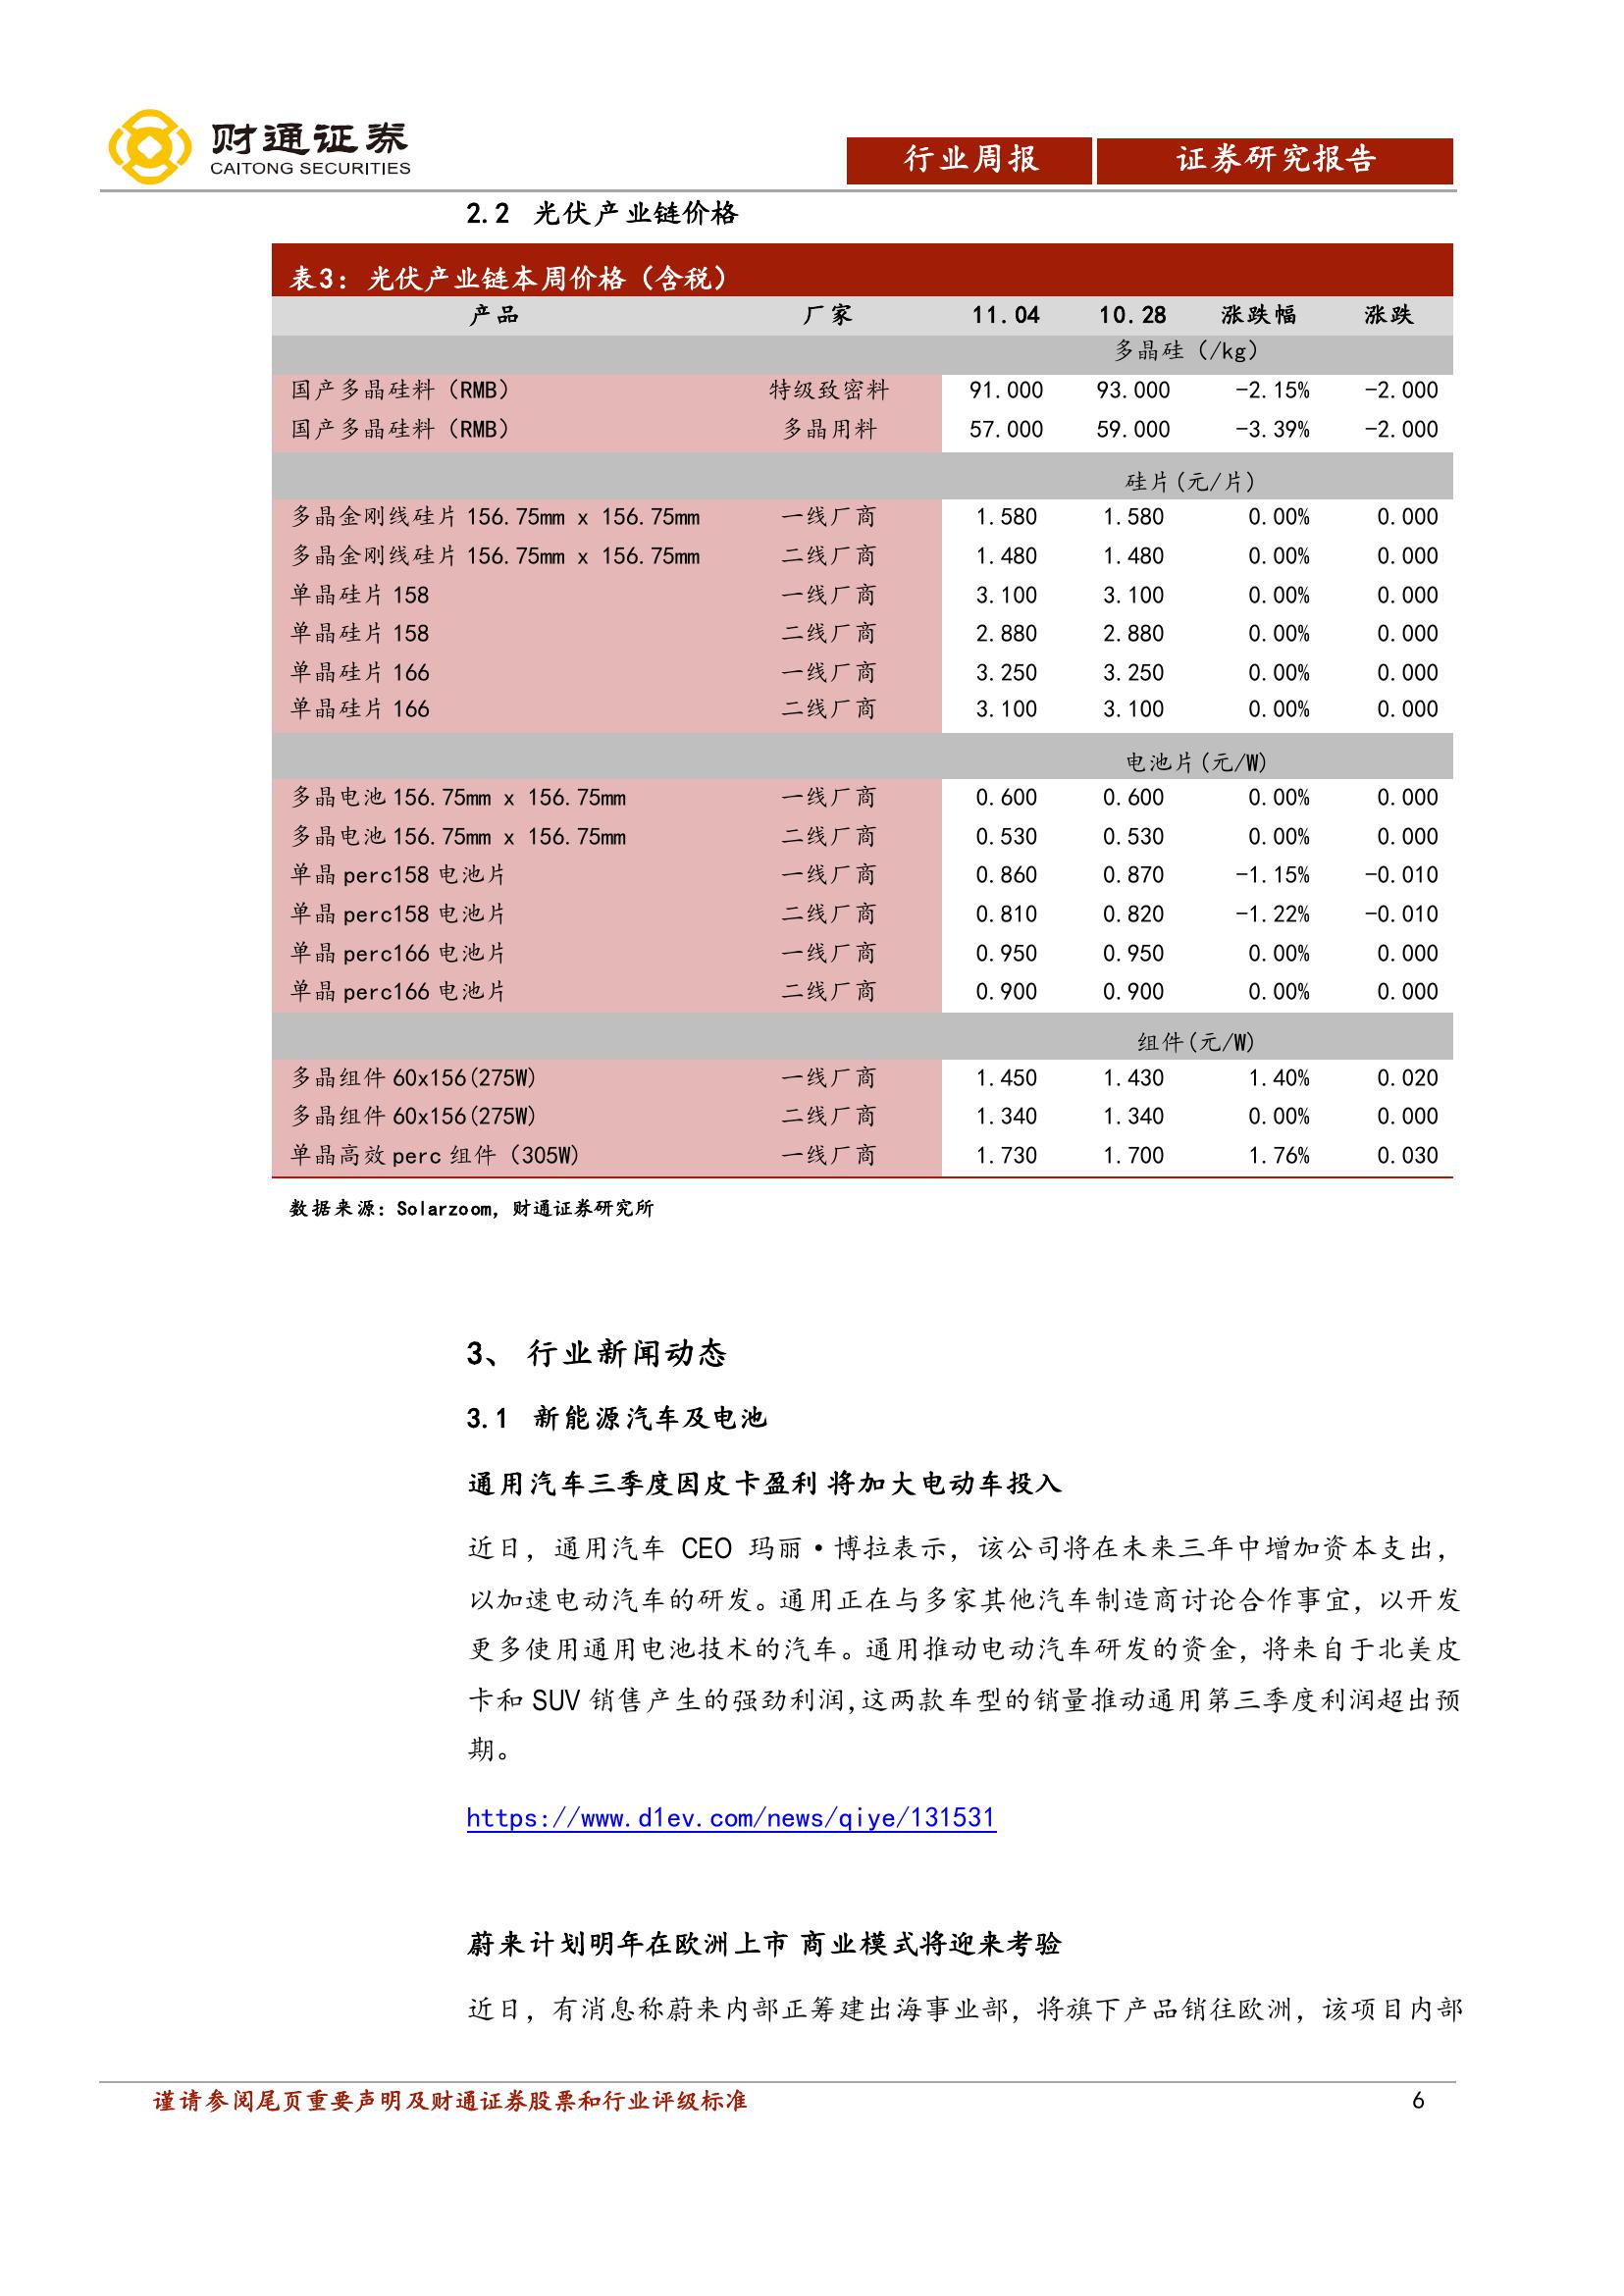 财通证券
CAITONG SECURITIES
行业周报 证券研究报告
2.2 光伏产业链价格
表3：光伏产业链本周价格（含税）
产品 厂家 11.04 10.28 涨跌幅 涨跌
多晶硅（/kg）
国产多晶硅料（RMB） 特级致密料 91.000 93.000 -2.15% -2.000
国产多晶硅料（RMB） 多晶用料 57.000 59.000 -3.39% -2.000
硅片(元/片)
多晶金刚线硅片 156.75mm x 156.75mm 一线厂商 1.580 1.580 0.00% 0.000
多晶金刚线硅片 156.75mm x 156.75mm 二线厂商 1.480 1.480 0.00% 0.000
单晶硅片 158 一线厂商 3.100 3.100 0.00% 0.000
单晶硅片 158 二线厂商 2.880 2.880 0.00% 0.000
单晶硅片 166 一线厂商 3.250 3.250 0.00% 0.000
单晶硅片 166 二线厂商 3.100 3.100 0.00% 0.000
电池片(元/W)
多晶电池 156.75mm x 156.75mm 一线厂商 0.600 0.600 0.00% 0.000
多晶电池 156.75mm x 156.75mm 二线厂商 0.530 0.530 0.00% 0.000
单晶 perc158 电池片 一线厂商 0.860 0.870 -1.15% -0.010
单晶 perc158 电池片 二线厂商 0.810 0.820 -1.22% -0.010
单晶 perc166 电池片 一线厂商 0.950 0.950 0.00% 0.000
单晶 perc166 电池片 二线厂商 0.900 0.900 0.00% 0.000
组件(元/W)
多晶组件 60x156(275W) 一线厂商 1.450 1.430 1.40% 0.020
多晶组件 60x156(275W) 二线厂商 1.340 1.340 0.00% 0.000
单晶高效 perc 组件（305W） 一线厂商 1.730 1.700 1.76% 0.030
数据来源：Solarzoom，财通证券研究所
3、 行业新闻动态
3.1 新能源汽车及电池
通用汽车三季度因皮卡盈利 将加大电动车投入
近日，通用汽车 CEO 玛丽·博拉表示，该公司将在未来三年中增加资本支出，
以加速电动汽车的研发。通用正在与多家其他汽车制造商讨论合作事宜，以开发
更多使用通用电池技术的汽车。通用推动电动汽车研发的资金，将来自于北美皮
卡和 SUV 销售产生的强劲利润,这两款车型的销量推动通用第三季度利润超出预
期。
https://www.d1ev.com/news/qiye/131531
蔚来计划明年在欧洲上市 商业模式将迎来考验
近日，有消息称蔚来内部正筹建出海事业部，将旗下产品销往欧洲，该项目内部
谨请参阅尾页重要声明及财通证券股票和行业评级标准 6